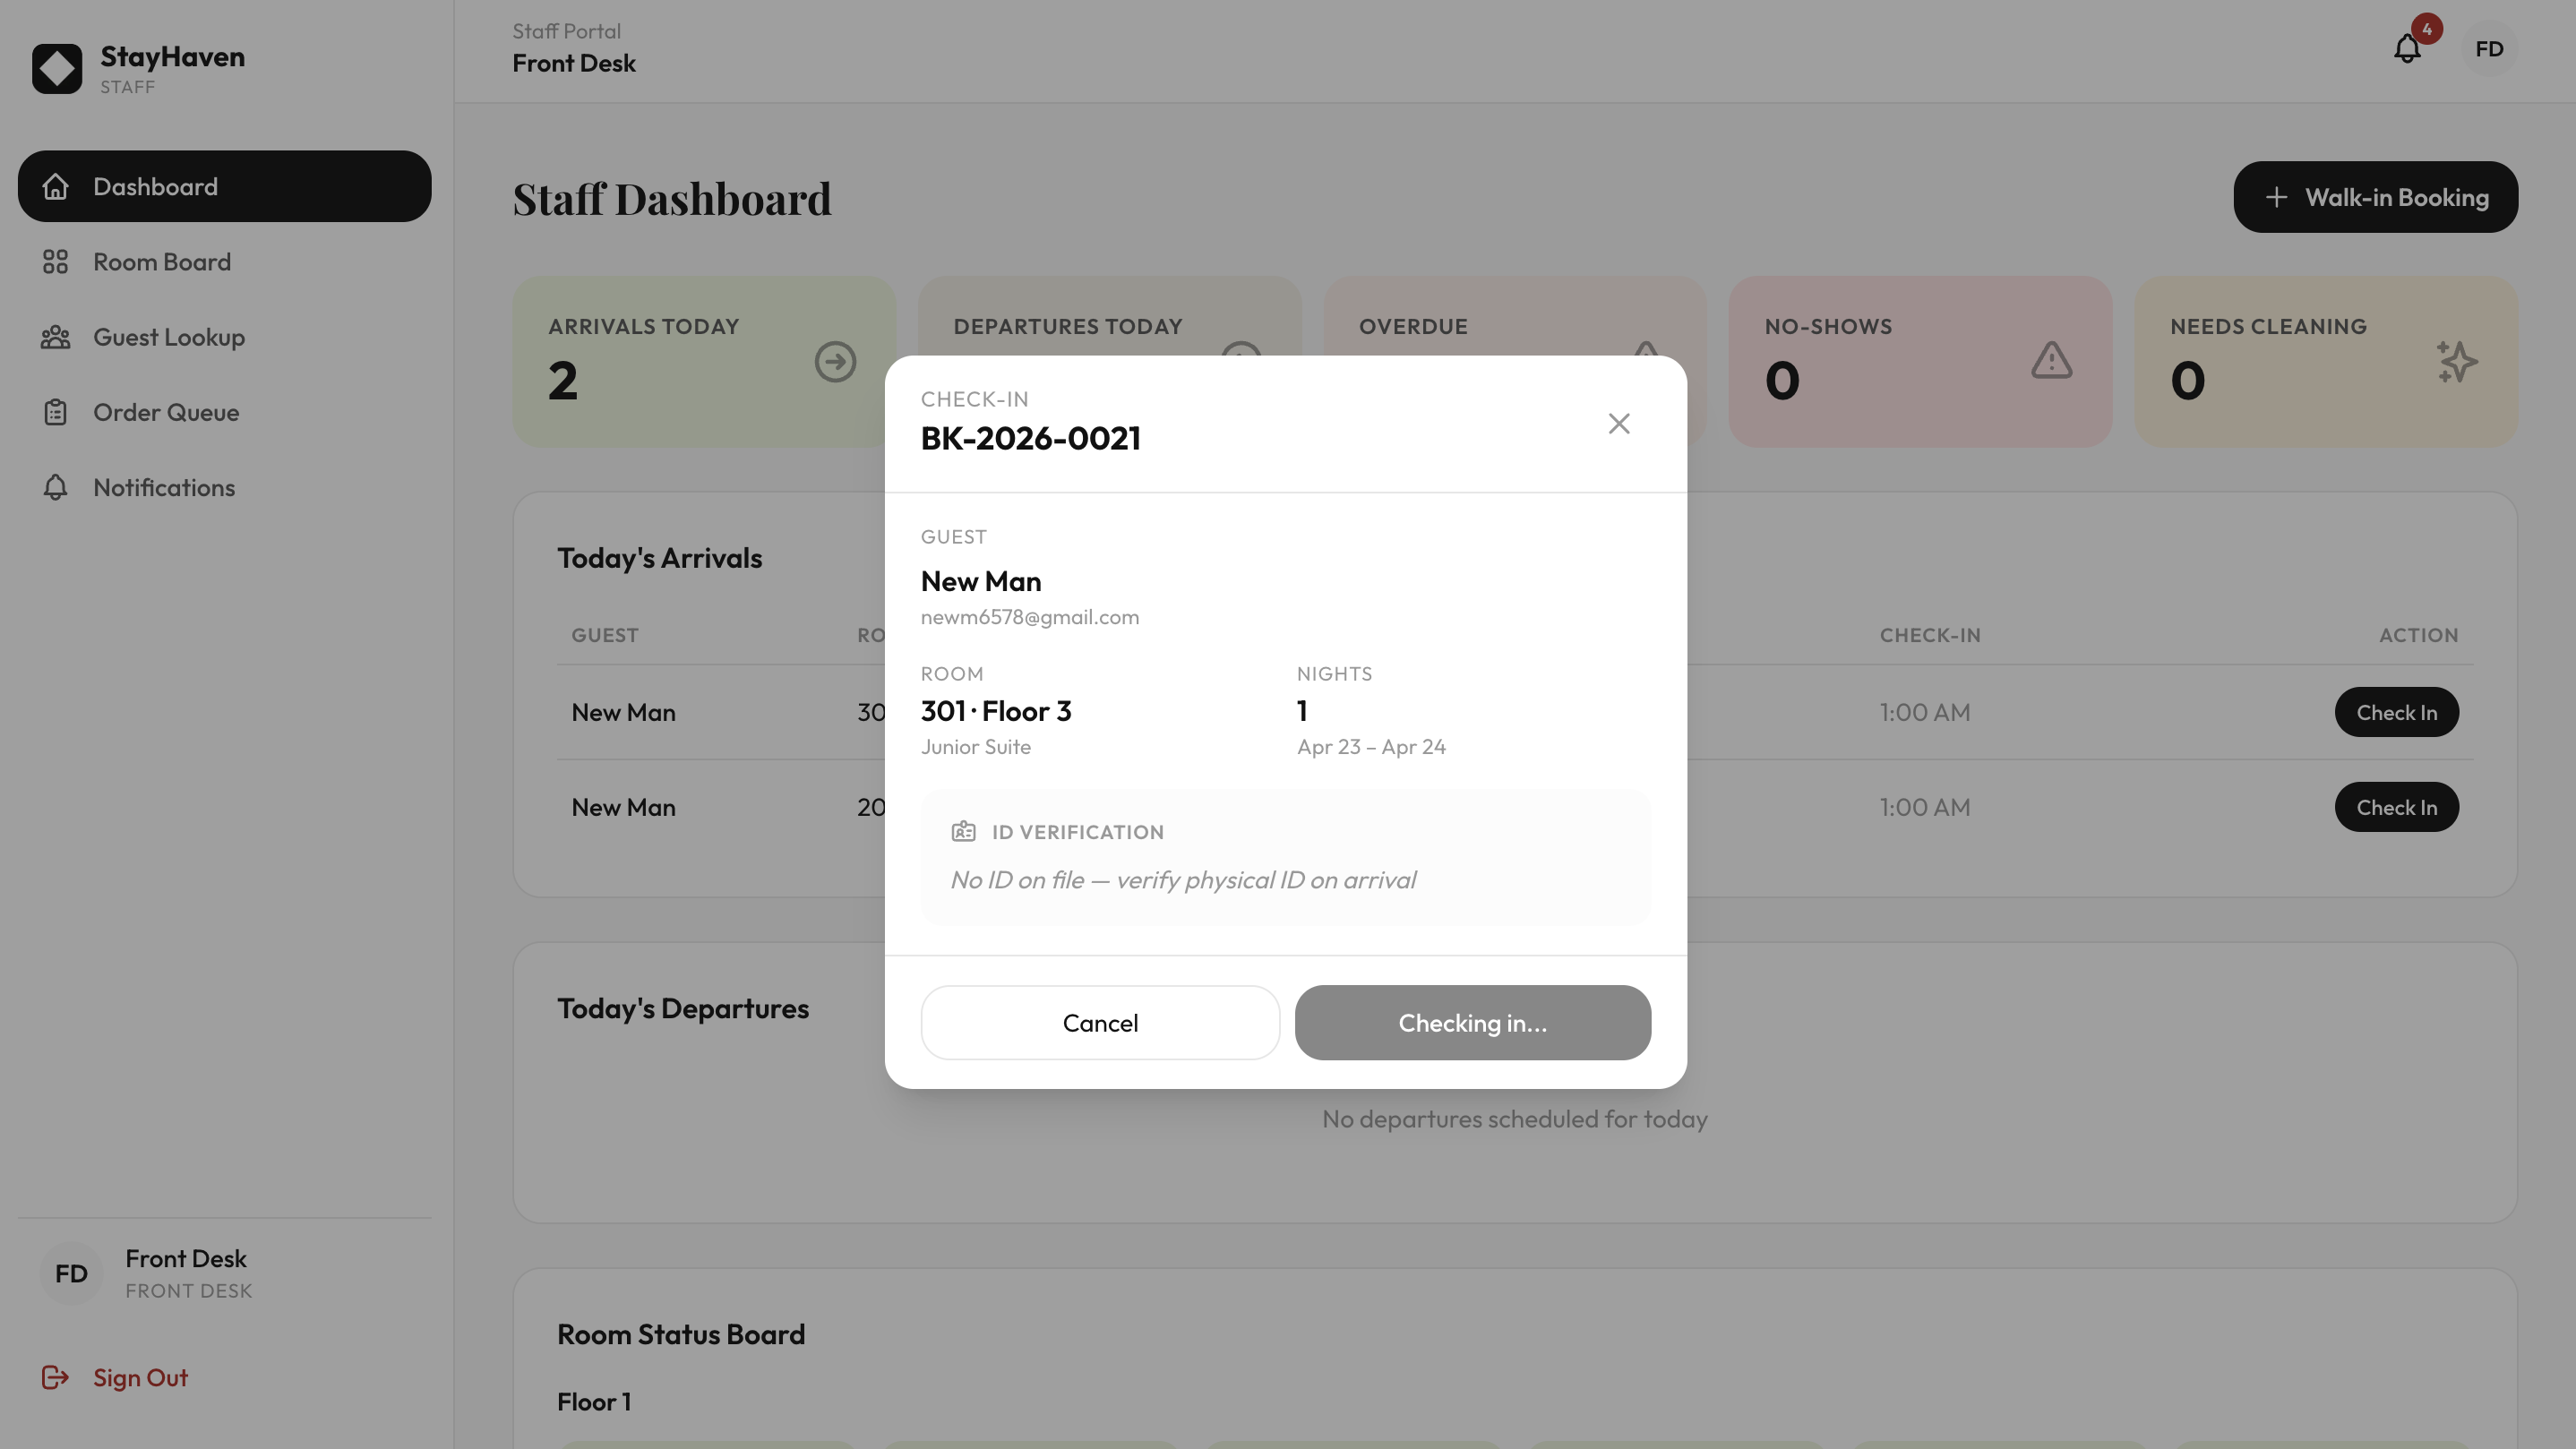 StayHaven
STAFF
Dashboard
Room Board
Guest Lookup
Order Queue
Notifications
FD
Front Desk
FRONT DESK
Sign Out
Staff Portal
Front Desk
4
FD
Staff Dashboard
Walk-in Booking
ARRIVALS TODAY
2
DEPARTURES TODAY
OVERDUE
NO-SHOWS
0
NEEDS CLEANING
0
Today's Arrivals
GUEST
CHECK-IN
ACTION
New Man
1:00 AM
Check In
New Man
1:00 AM
Check In
Today's Departures
No departures scheduled for today
Room Status Board
Floor 1
CHECK-IN
BK-2026-0021
GUEST
New Man
newm6578@gmail.com
ROOM
NIGHTS
301 · Floor 3
1
Junior Suite
Apr 23 – Apr 24
ID VERIFICATION
No ID on file — verify physical ID on arrival
Cancel
Checking in...